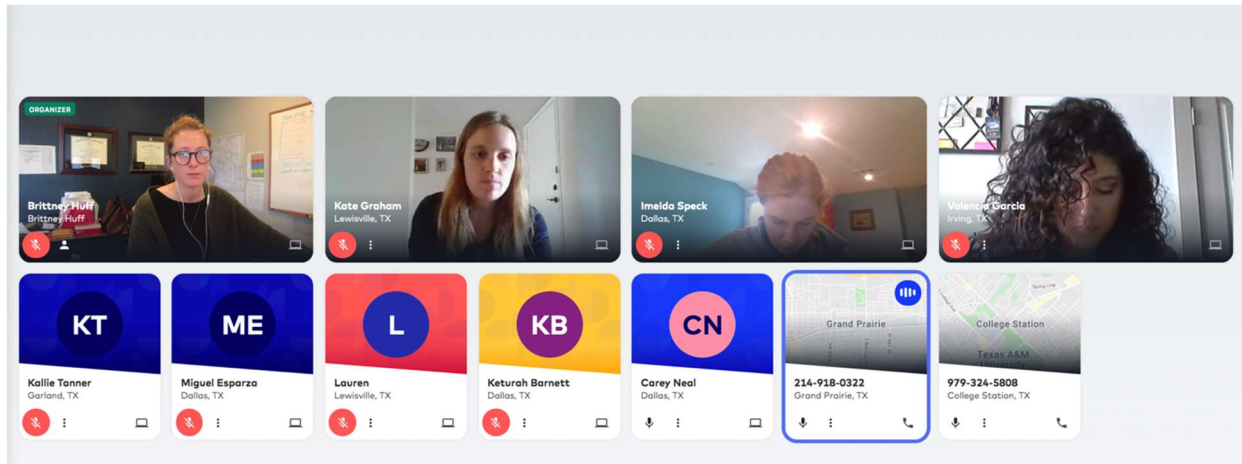 ORGANIZER
Brittney Huff
Brittney Huff
Kate Graham
Lewisville, TX
Imelda Speck
Dallas, TX
Valencia Garcia
Irving, TX
KT
Kallie Tanner
Garland, TX
ME
Miguel Esparza
Dallas, TX
L
Lauren
Lewisville, TX
KB
Keturah Barnett
Dallas, TX
CN
Carey Neal
Dallas, TX
Grand Prairie
214-918-0322
Grand Prairie, TX
College Station
Texas A&M
University
979-324-5808
College Station, TX